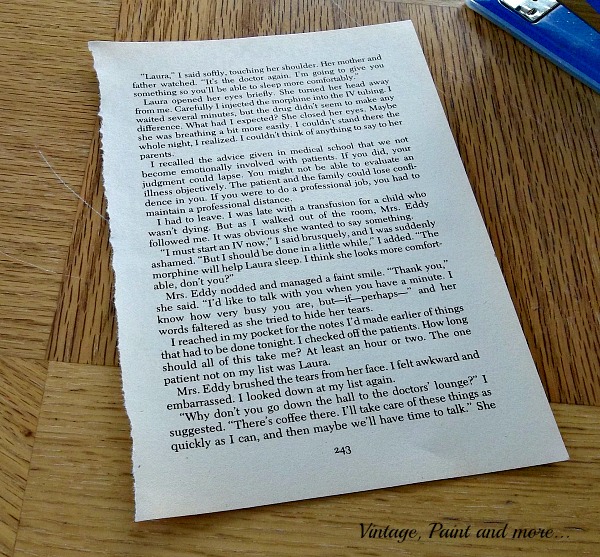 "Laura," I said softly, touching her shoulder. Her mother and
father watched. "It's the doctor again. I'm going to give you
something so you'll be able to sleep more comfortably."
Laura opened her eyes briefly. She turned her head away
from me. Carefully I injected the morphine into the IV tubing. I
waited several minutes, but the drug didn't seem to make any
difference. What had I expected? She closed her eyes. Maybe
she was breathing a bit more easily. I couldn't stand there the
whole night, I realized. I couldn't think of anything to say to her
parents.
I recalled the advice given in medical school that we not
become emotionally involved with patients. If you did, your
judgment could lapse. You might not be able to evaluate an
illness objectively. The patient and the family could lose confi-
dence in you. If you were to do a professional job, you had to
maintain a professional distance.
I had to leave. I was late with a transfusion for a child who
wasn't dying. But as I walked out of the room, Mrs. Eddy
followed me. It was obvious she wanted to say something.
"I must start an IV now," I said brusquely, and I was suddenly
ashamed. "But I should be done in a little while," I added. "The
morphine will help Laura sleep. I think she looks more comfort-
able, don't you?"
Mrs. Eddy nodded and managed a faint smile. "Thank you,"
she said. "I'd like to talk with you when you have a minute. I
know how very busy you are, but—if—perhaps—" and her
words faltered as she tried to hide her tears.
I reached in my pocket for the notes I'd made earlier of things
that had to be done tonight. I checked off the patients. How long
should all of this take me? At least an hour or two. The one
patient not on my list was Laura.
Mrs. Eddy brushed the tears from her face. I felt awkward and
embarrassed. I looked down at my list again.
"Why don't you go down the hall to the doctors' lounge?" I
suggested. "There's coffee there. I'll take care of these things as
quickly as I can, and then maybe we'll have time to talk." She
243
Vintage, Paint and more...